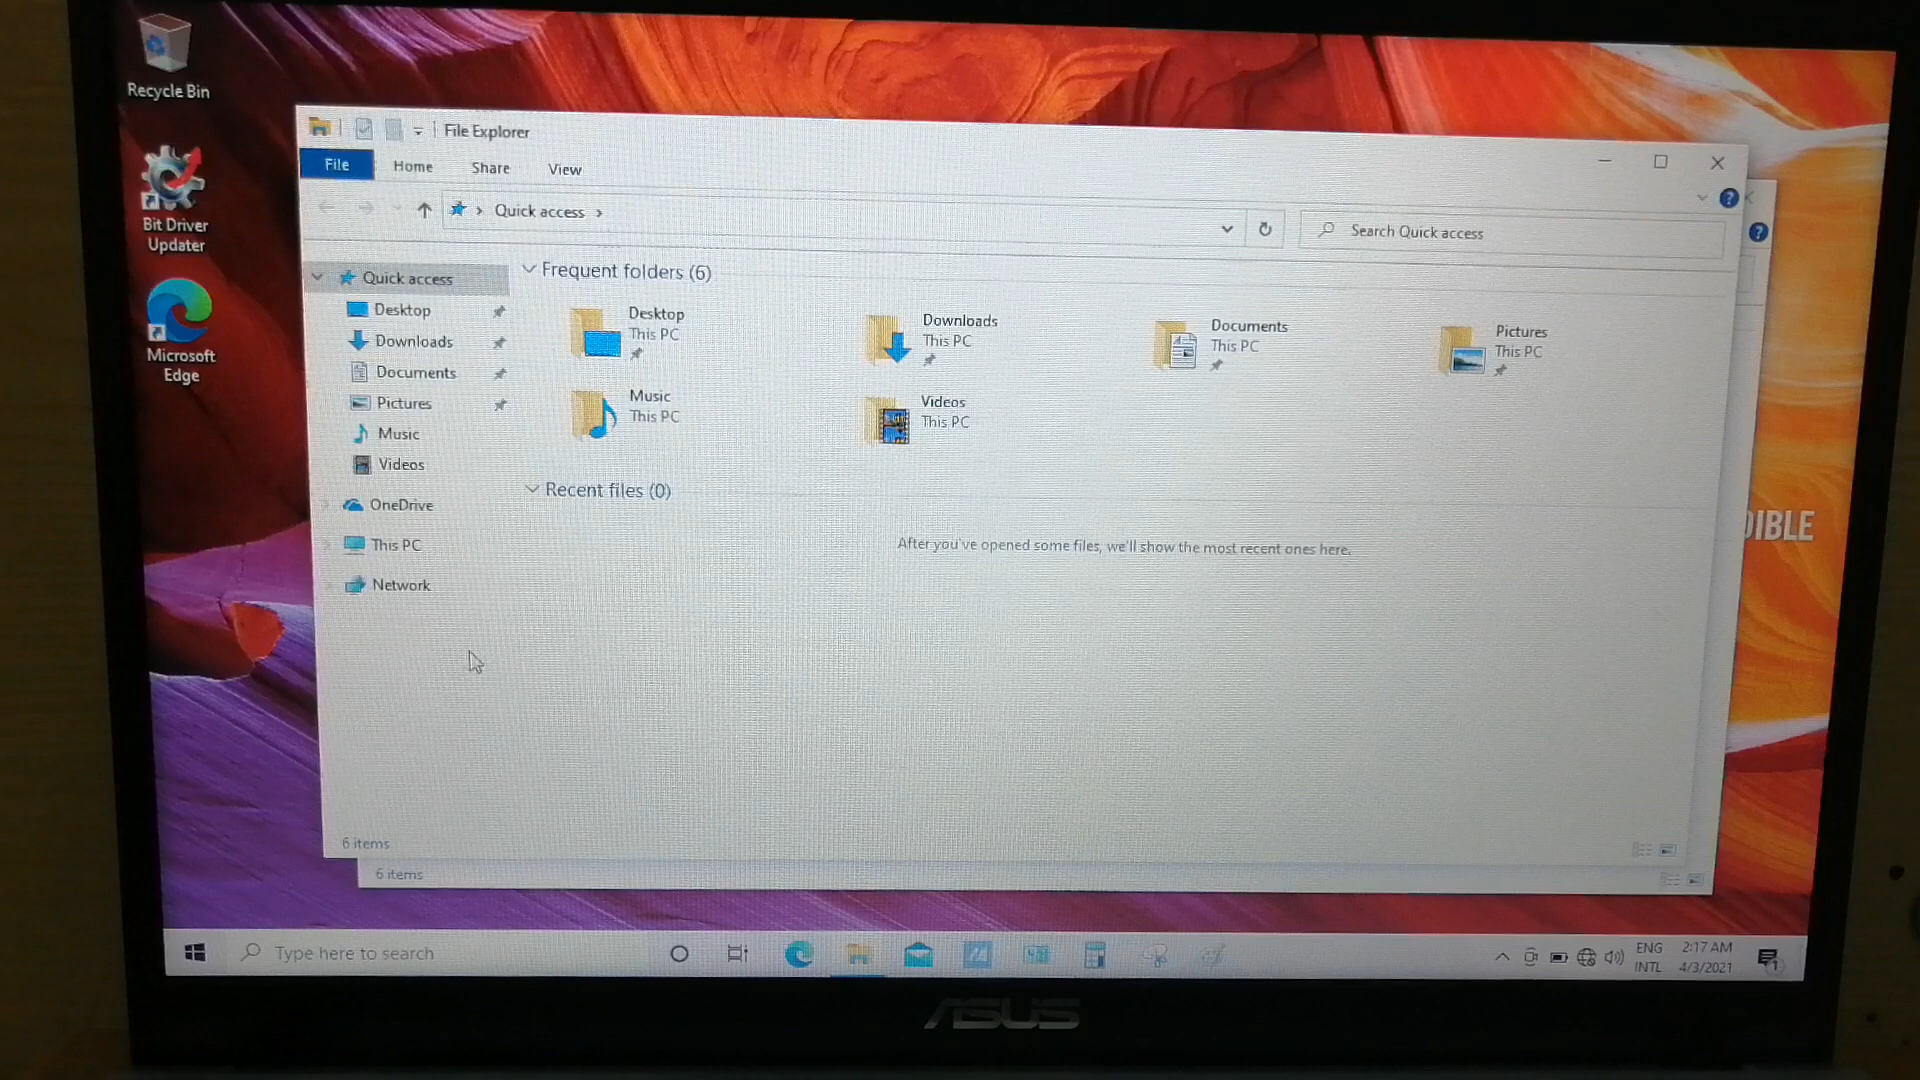 Recycle Bin
Bit Driver
Updater
Microsoft
Edge
File Explorer
File
Home
Share
View
Quick access
Search Quick access
Quick access
Desktop
Downloads
Documents
Pictures
Music
Videos
OneDrive
This PC
Network
Frequent folders (6)
Desktop
This PC
Downloads
This PC
Documents
This PC
Pictures
This PC
Music
This PC
Videos
This PC
Recent files (0)
After you've opened some files, we'll show the most recent ones here.
6 items
6 items
DIBLE
Type here to search
ENG
INTL
2:17 AM
4/3/2021
1
ASUS